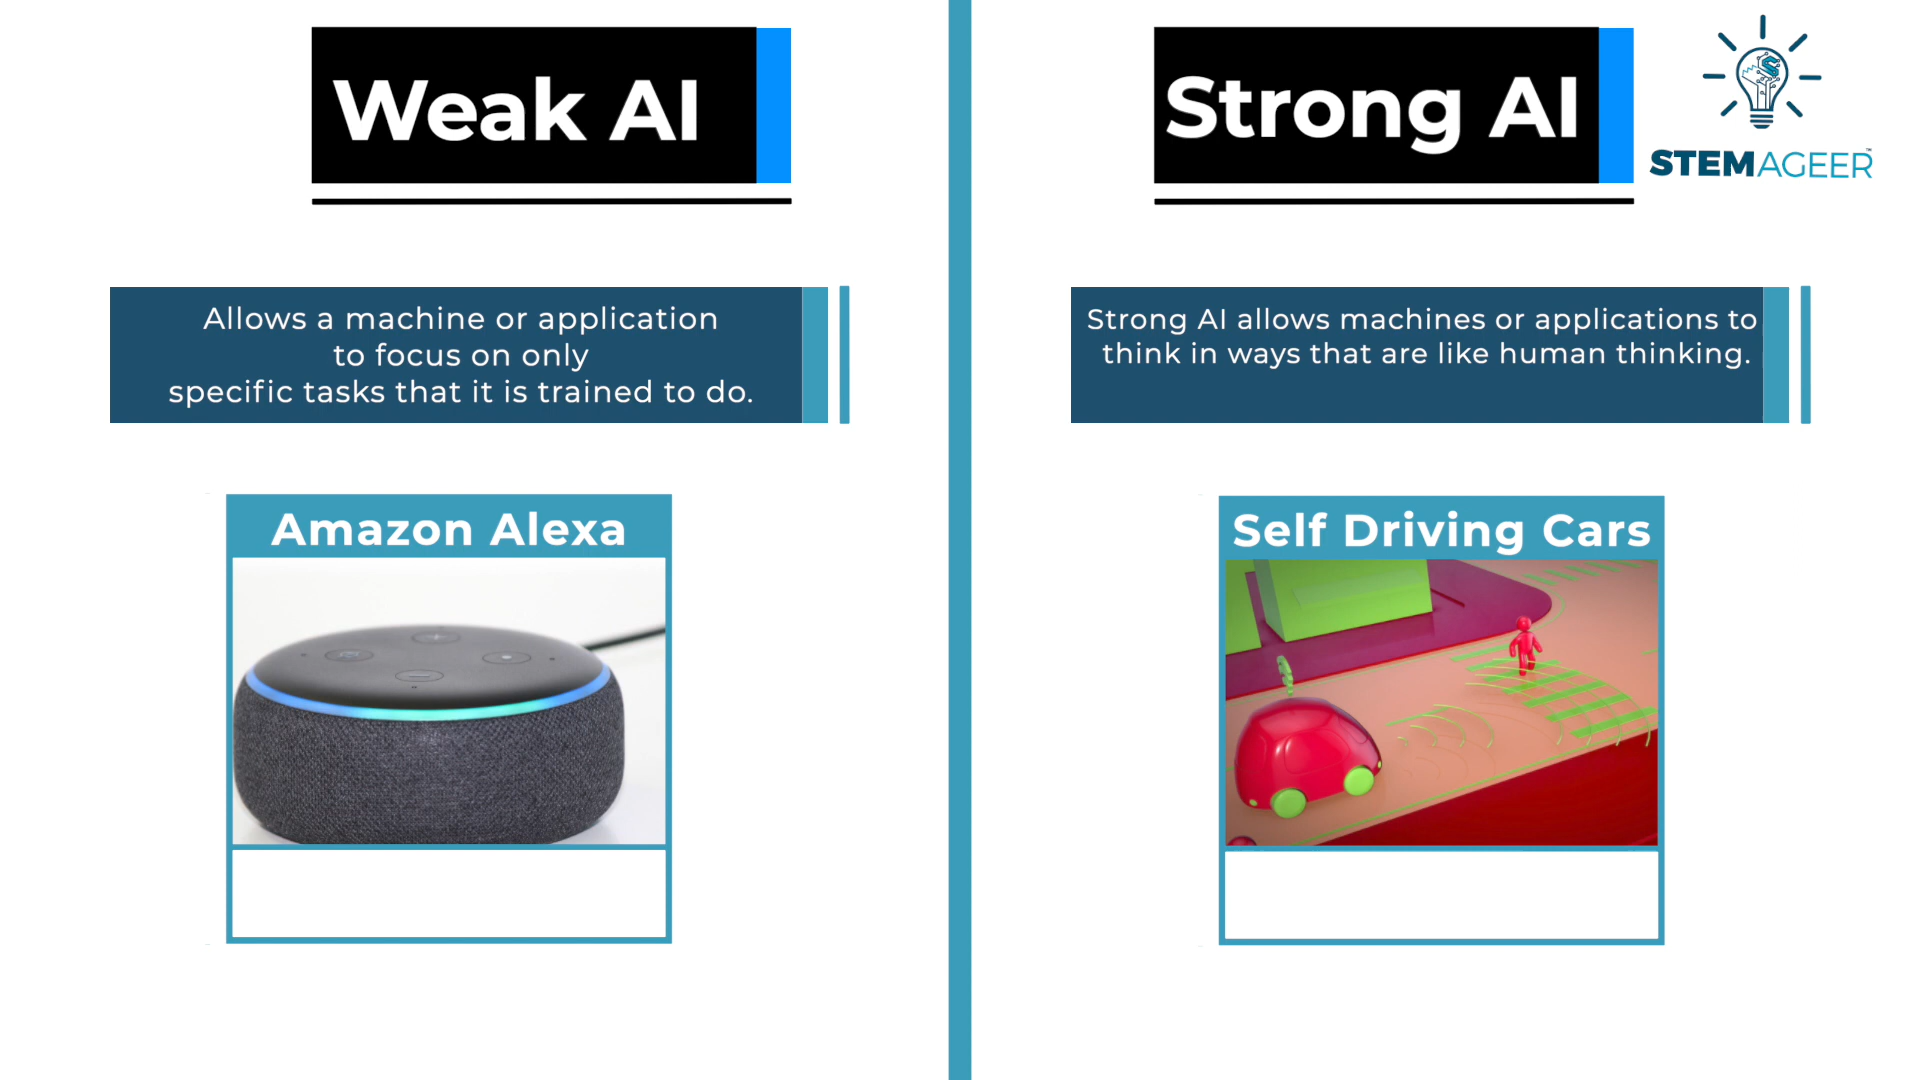 Weak AI
Allows a machine or application
to focus on only
specific tasks that it is trained to do.
Amazon Alexa
Strong AI
STEMAGEER™
Strong AI allows machines or applications to
think in ways that are like human thinking.
Self Driving Cars